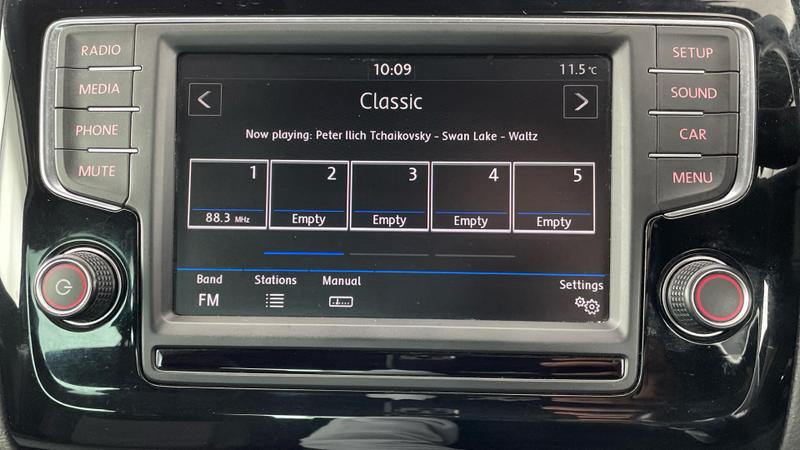 RADIO
MEDIA
PHONE
MUTE
10:09
11.5 °C
Classic
Now playing: Peter Ilich Tchaikovsky - Swan Lake - Waltz
1 2 3 4 5
88.3 MHz Empty Empty Empty Empty
Band Stations Manual Settings
FM
SETUP
SOUND
CAR
MENU